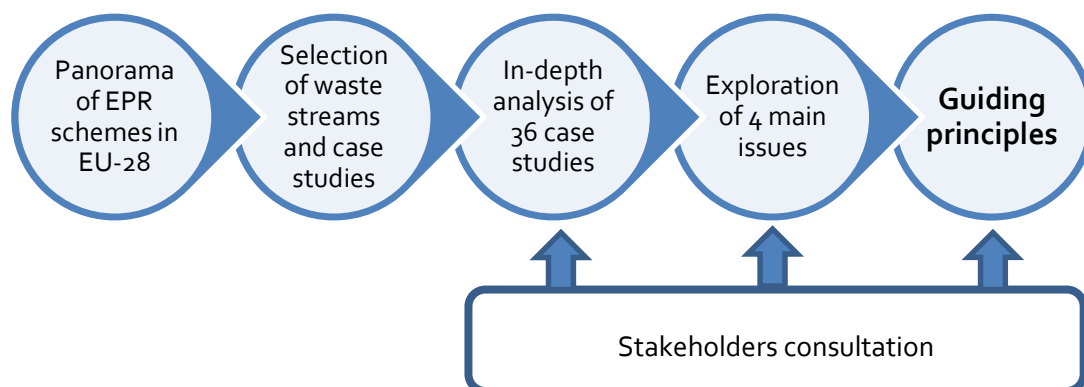 Panorama
of EPR
schemes in
EU-28
Selection
of waste
streams
and case
studies
In-depth
analysis of
36 case
studies
Exploration
of 4 main
issues
Guiding
principles
Stakeholders consultation